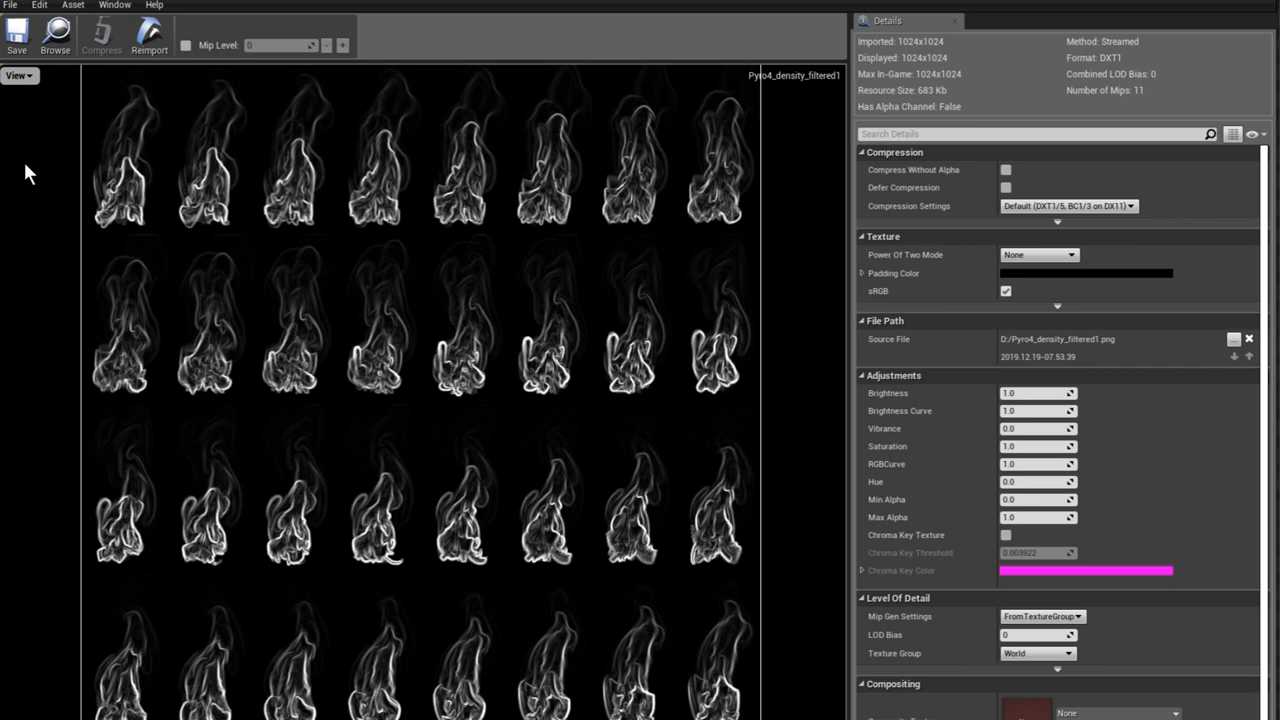 File Edit Asset Window Help
Save Browse Compress Reimport Mip Level: 0 - +
View
Pyro4_density_filtered1
Details
Imported: 1024x1024 Method: Streamed
Displayed: 1024x1024 Format: DXT1
Max In-Game: 1024x1024 Combined LOD Bias: 0
Resource Size: 683 Kb Number of Mips: 11
Has Alpha Channel: False
Search Details
Compression
Compress Without Alpha
Defer Compression
Compression Settings Default (DXT1/5, BC1/3 on DX11)
Texture
Power Of Two Mode None
Padding Color
sRGB
File Path
Source File D:/Pyro4_density_filtered1.png ...
2019.12.19-07.53.39
Adjustments
Brightness 1.0
Brightness Curve 1.0
Vibrance 0.0
Saturation 1.0
RGBCurve 1.0
Hue 0.0
Min Alpha 0.0
Max Alpha 1.0
Chroma Key Texture
Chroma Key Threshold 0.003922
Chroma Key Color
Level Of Detail
Mip Gen Settings FromTextureGroup
LOD Bias 0
Texture Group World
Compositing
None